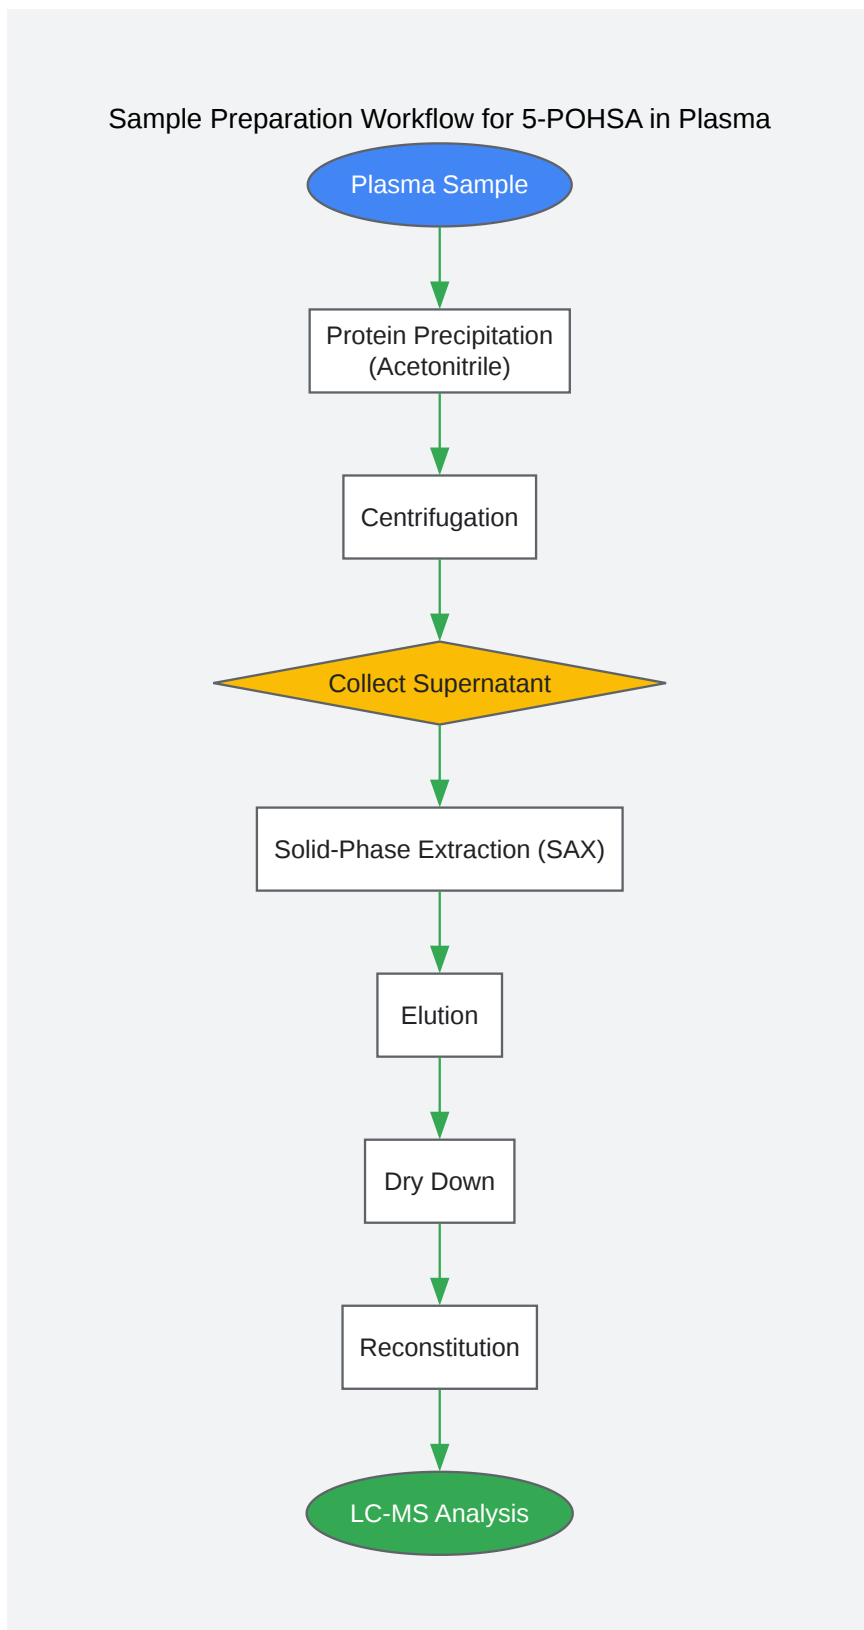 Sample Preparation Workflow for 5-POHSA in Plasma
Plasma Sample
Protein Precipitation
(Acetonitrile)
Centrifugation
Collect Supernatant
Solid-Phase Extraction (SAX)
Elution
Dry Down
Reconstitution
LC-MS Analysis